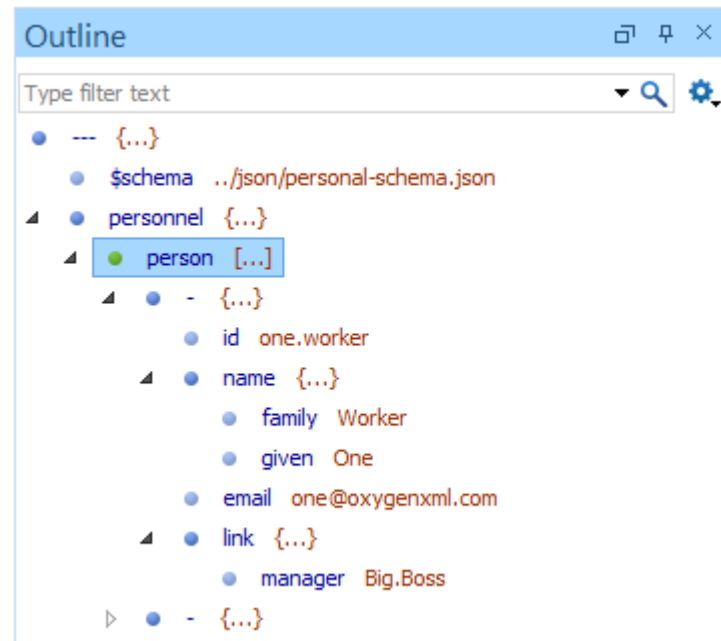 Outline
Type filter text
--- {...}
$schema ../json/personal-schema.json
personnel {...}
person [...]
- {...}
id one.worker
name {...}
family Worker
given One
email one@oxygenxml.com
link {...}
manager Big.Boss
- {...}